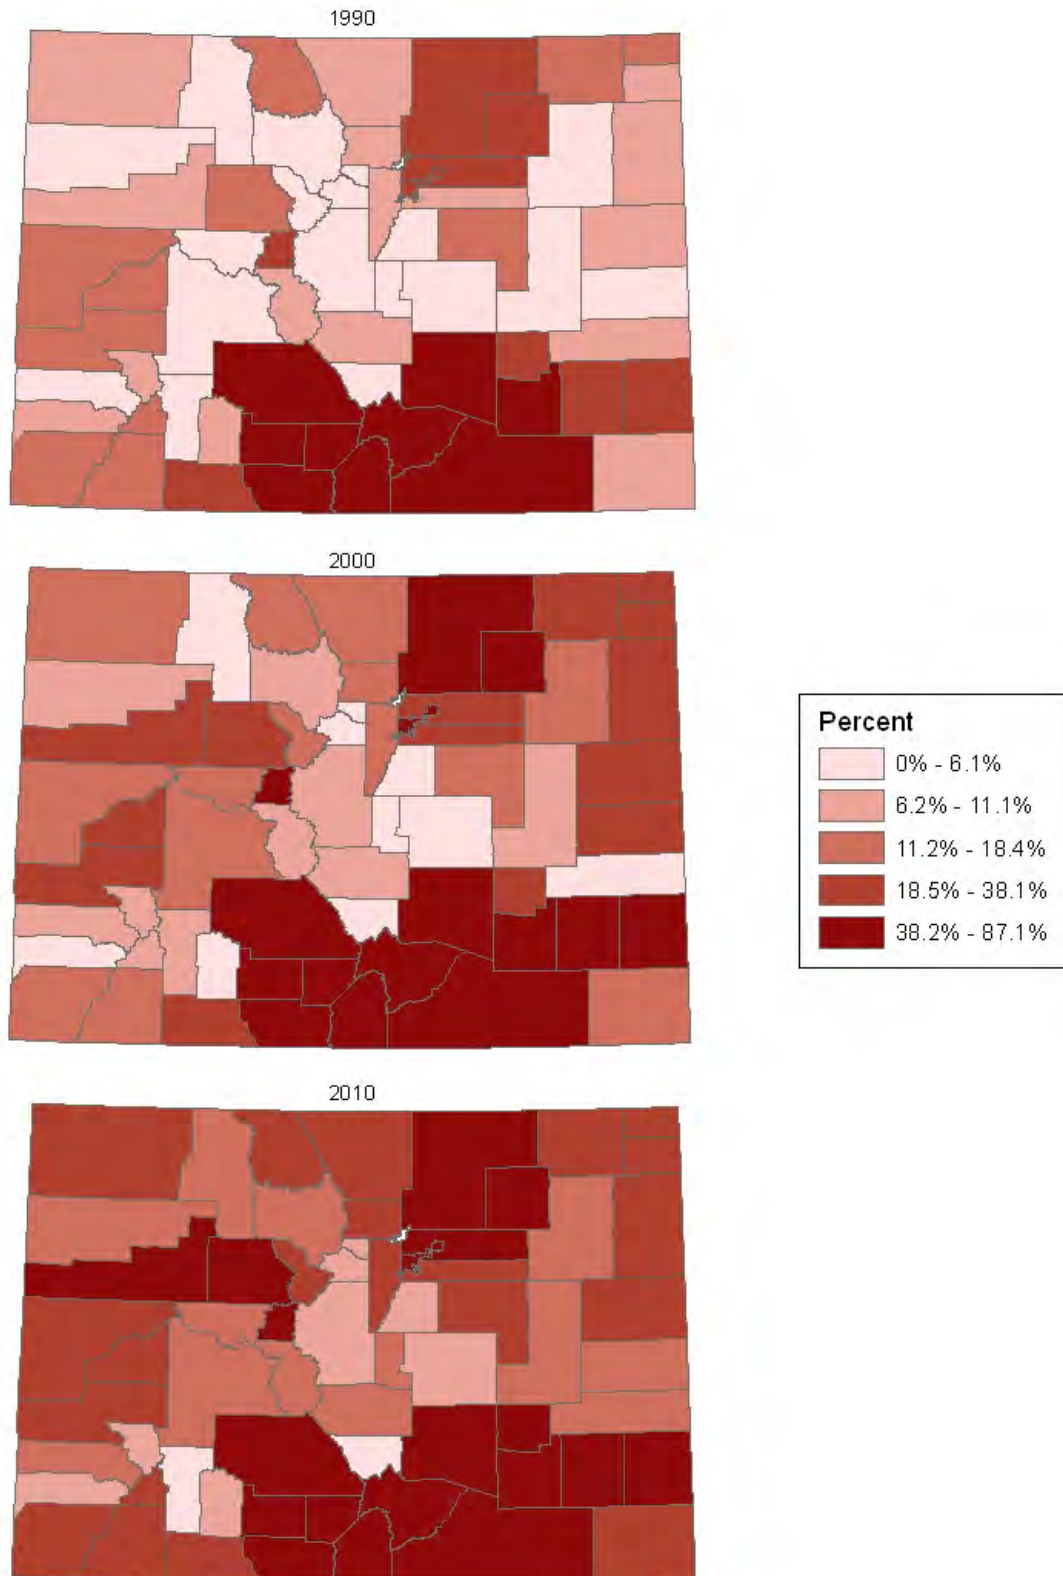 1990
2000
Percent
0% - 6.1%
6.2% - 11.1%
11.2% - 18.4%
18.5% - 38.1%
38.2% - 87.1%
2010